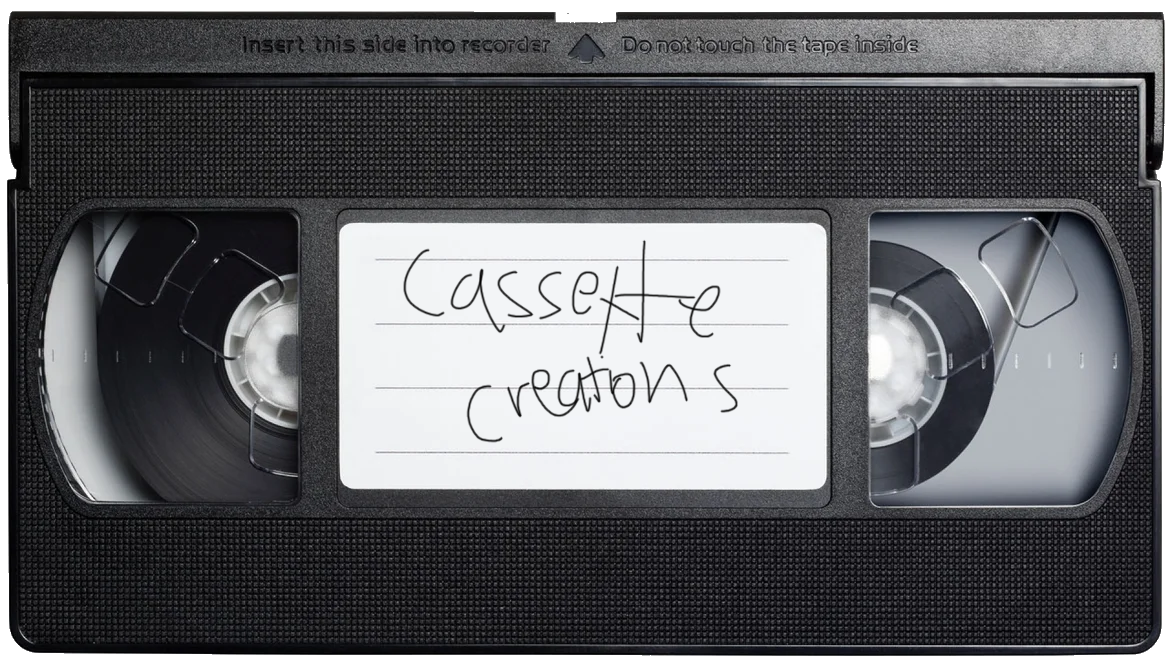 Insert this side into recorder Do not touch the tape inside
Cassette
creations